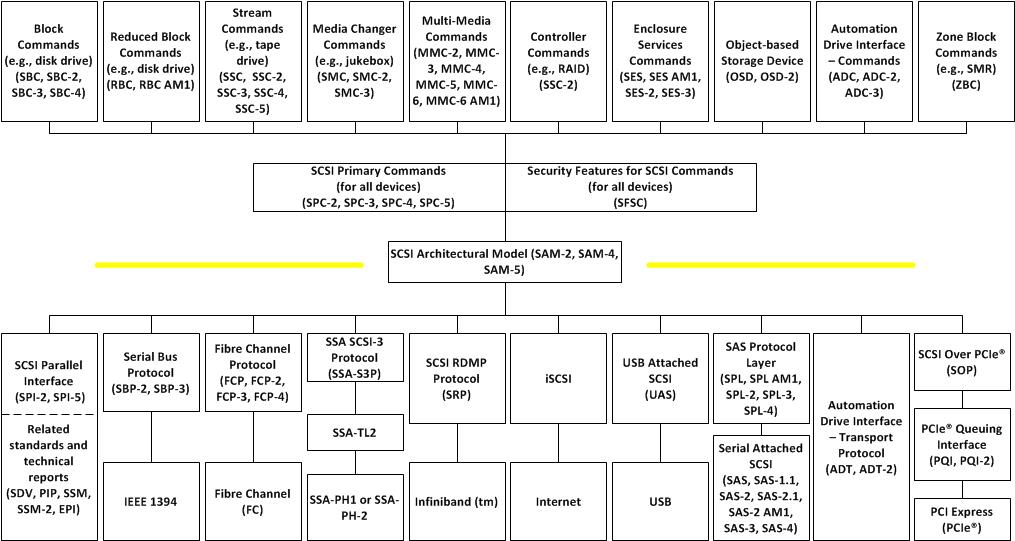 Block
Commands
(e.g., disk drive)
(SBC, SBC-2,
SBC-3, SBC-4)
Reduced Block
Commands
(e.g., disk drive)
(RBC, RBC AM1)
Stream
Commands
(e.g., tape
drive)
(SSC, SSC-2,
SSC-3, SSC-4,
SSC-5)
Media Changer
Commands
(e.g., jukebox)
(SMC, SMC-2,
SMC-3)
Multi-Media
Commands
(MMC-2, MMC-
3, MMC-4,
MMC-5, MMC-
6, MMC-6 AM1)
Controller
Commands
(e.g., RAID)
(SSC-2)
Enclosure
Services
Commands
(SES, SES AM1,
SES-2, SES-3)
Object-based
Storage Device
(OSD, OSD-2)
Automation
Drive Interface
– Commands
(ADC, ADC-2,
ADC-3)
Zone Block
Commands
(e.g., SMR)
(ZBC)
SCSI Primary Commands
(for all devices)
(SPC-2, SPC-3, SPC-4, SPC-5)
Security Features for SCSI Commands
(for all devices)
(SFSC)
SCSI Architectural Model (SAM-2, SAM-4,
SAM-5)
SCSI Parallel
Interface
(SPI-2, SPI-5)
Related
standards and
technical
reports
(SDV, PIP, SSM,
SSM-2, EPI)
Serial Bus
Protocol
(SBP-2, SBP-3)
IEEE 1394
Fibre Channel
Protocol
(FCP, FCP-2,
FCP-3, FCP-4)
Fibre Channel
(FC)
SSA SCSI-3
Protocol
(SSA-S3P)
SSA-TL2
SSA-PH1 or SSA-
PH-2
SCSI RDMP
Protocol
(SRP)
Infiniband (tm)
iSCSI
Internet
USB Attached
SCSI
(UAS)
USB
SAS Protocol
Layer
(SPL, SPL AM1,
SPL-2, SPL-3,
SPL-4)
Serial Attached
SCSI
(SAS, SAS-1.1,
SAS-2, SAS-2.1,
SAS-2 AM1,
SAS-3, SAS-4)
Automation
Drive Interface
– Transport
Protocol
(ADT, ADT-2)
SCSI Over PCIe®
(SOP)
PCIe® Queuing
Interface
(PQI, PQI-2)
PCI Express
(PCIe®)